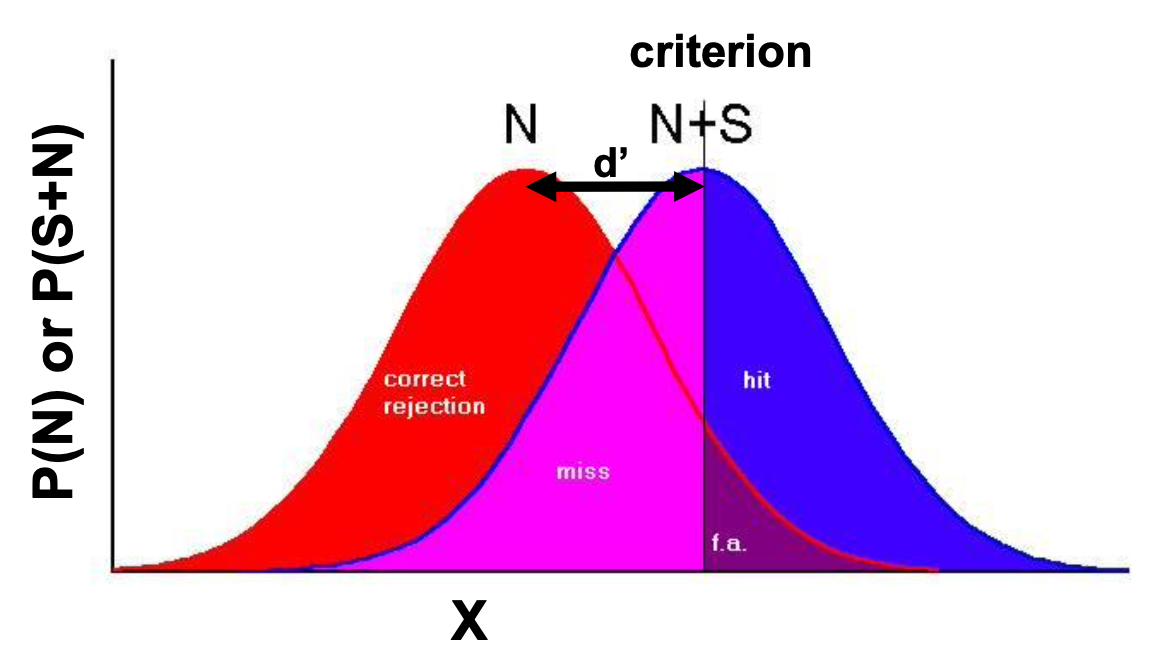 criterion
N
N+S
d’
P(N) or P(S+N)
correct
rejection
hit
miss
f.a.
X